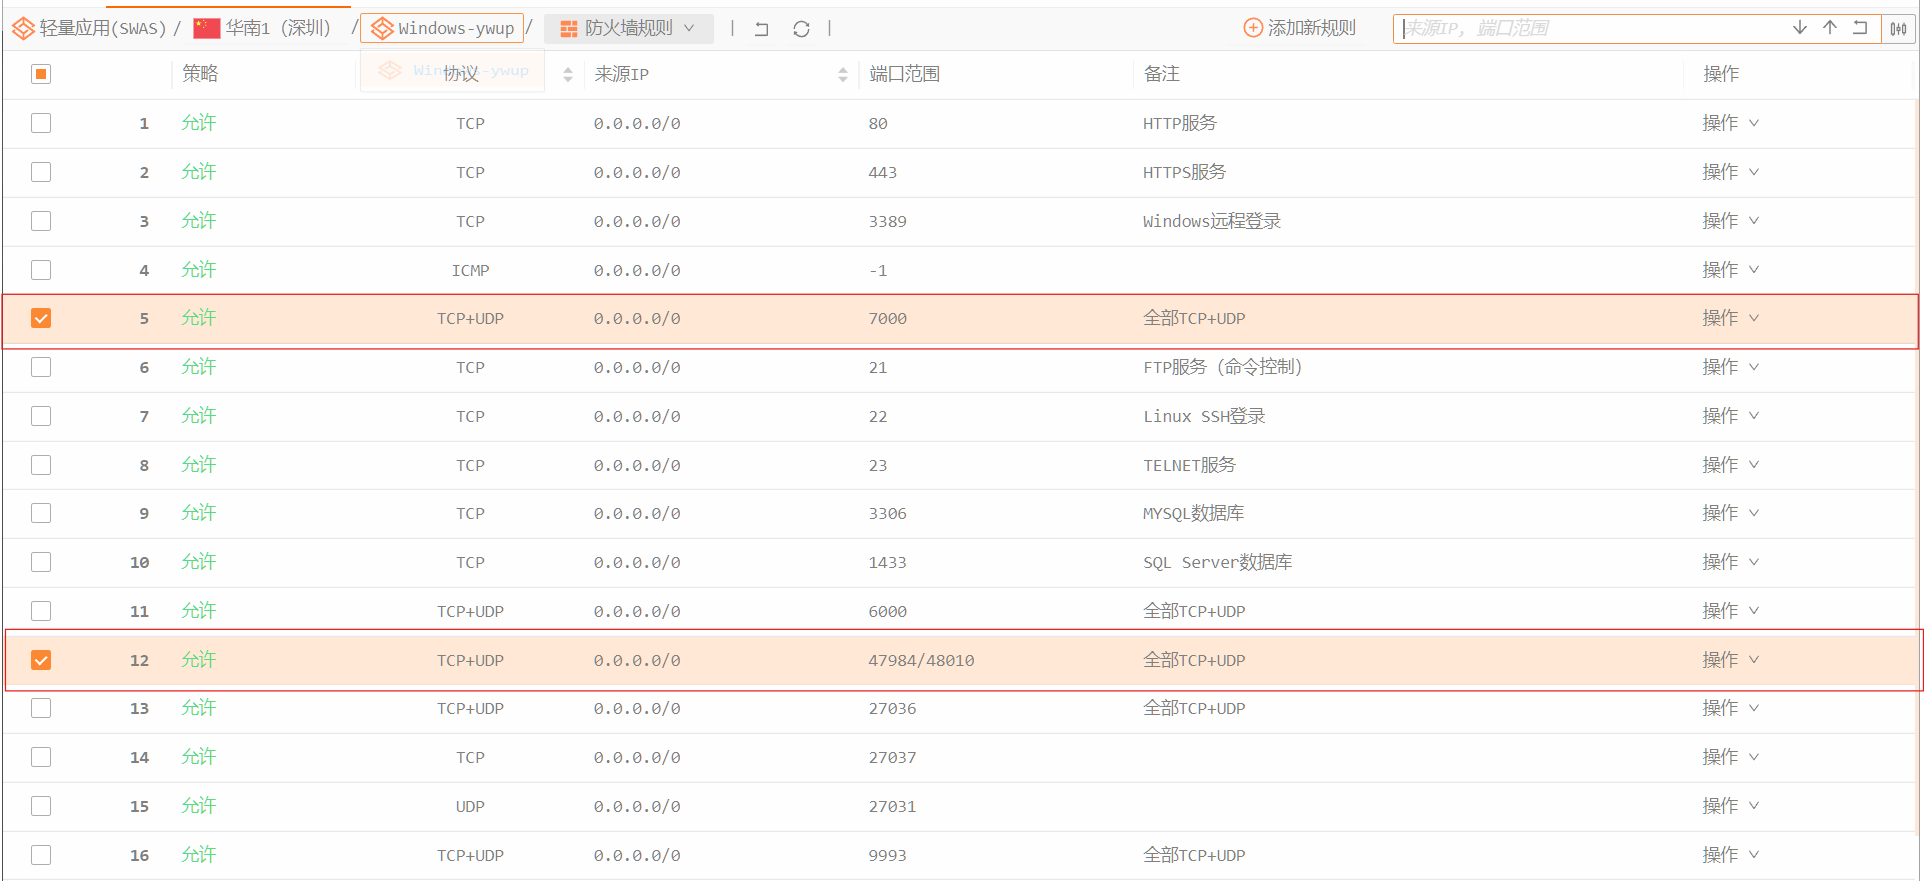 轻量应用(SWAS) / 华南1（深圳） / Windows-ywup / 防火墙规则 添加新规则 来源IP，端口范围
Windows-ywup
策略 协议 来源IP 端口范围 备注 操作
1 允许 TCP 0.0.0.0/0 80 HTTP服务 操作
2 允许 TCP 0.0.0.0/0 443 HTTPS服务 操作
3 允许 TCP 0.0.0.0/0 3389 Windows远程登录 操作
4 允许 ICMP 0.0.0.0/0 -1 操作
5 允许 TCP+UDP 0.0.0.0/0 7000 全部TCP+UDP 操作
6 允许 TCP 0.0.0.0/0 21 FTP服务（命令控制） 操作
7 允许 TCP 0.0.0.0/0 22 Linux SSH登录 操作
8 允许 TCP 0.0.0.0/0 23 TELNET服务 操作
9 允许 TCP 0.0.0.0/0 3306 MYSQL数据库 操作
10 允许 TCP 0.0.0.0/0 1433 SQL Server数据库 操作
11 允许 TCP+UDP 0.0.0.0/0 6000 全部TCP+UDP 操作
12 允许 TCP+UDP 0.0.0.0/0 47984/48010 全部TCP+UDP 操作
13 允许 TCP+UDP 0.0.0.0/0 27036 全部TCP+UDP 操作
14 允许 TCP 0.0.0.0/0 27037 操作
15 允许 UDP 0.0.0.0/0 27031 操作
16 允许 TCP+UDP 0.0.0.0/0 9993 全部TCP+UDP 操作